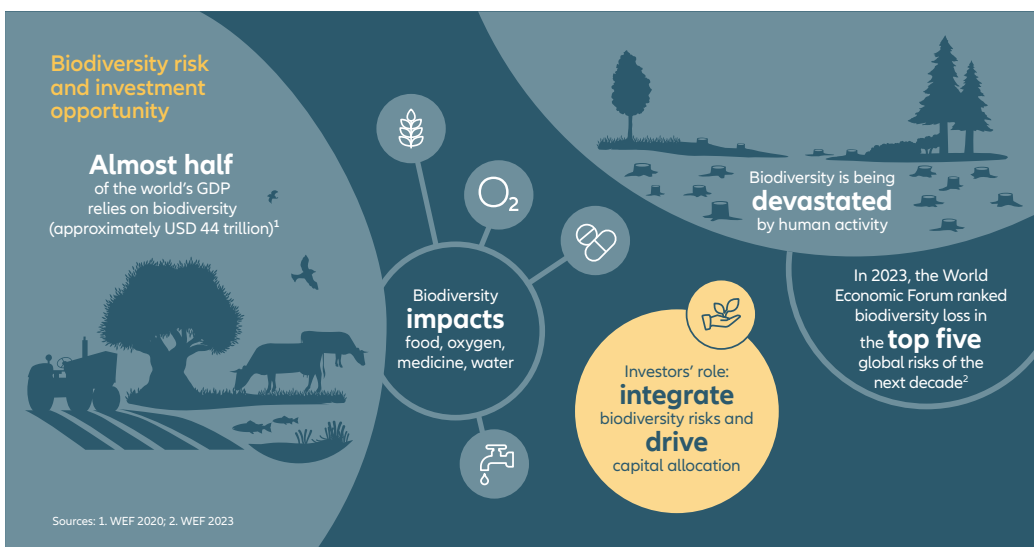 Biodiversity risk
and investment
opportunity
Almost half
of the world's GDP
relies on biodiversity
(approximately USD 44 trillion)¹
O₂
Biodiversity
impacts
food, oxygen,
medicine, water
Biodiversity is being
devastated
by human activity
In 2023, the World
Economic Forum ranked
biodiversity loss in
the top five
global risks of the
next decade²
Investors' role:
integrate
biodiversity risks and
drive
capital allocation
Sources: 1. WEF 2020; 2. WEF 2023